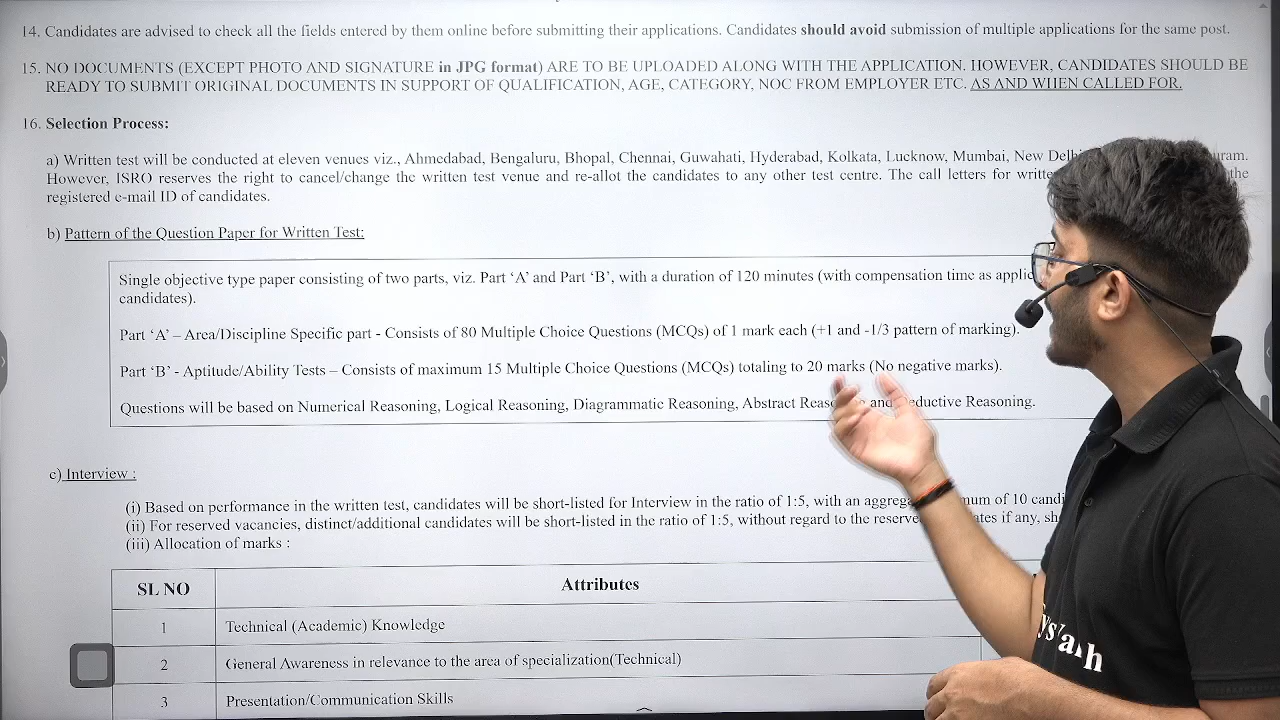 14. Candidates are advised to check all the fields entered by them online before submitting their applications. Candidates should avoid submission of multiple applications for the same post.
15. NO DOCUMENTS (EXCEPT PHOTO AND SIGNATURE in JPG format) ARE TO BE UPLOADED ALONG WITH THE APPLICATION. HOWEVER, CANDIDATES SHOULD BE
READY TO SUBMIT ORIGINAL DOCUMENTS IN SUPPORT OF QUALIFICATION, AGE, CATEGORY, NOC FROM EMPLOYER ETC. AS AND WHEN CALLED FOR.
16. Selection Process:
a) Written test will be conducted at eleven venues viz., Ahmedabad, Bengaluru, Bhopal, Chennai, Guwahati, Hyderabad, Kolkata, Lucknow, Mumbai, New Delhi
However, ISRO reserves the right to cancel/change the written test venue and re-allot the candidates to any other test centre. The call letters for the
registered e-mail ID of candidates.
b) Pattern of the Question Paper for Written Test:
Single objective type paper consisting of two parts, viz. Part 'A' and Part 'B', with a duration of 120 minutes (with compensation time as
candidates).
Part 'A' – Area/Discipline Specific part - Consists of 80 Multiple Choice Questions (MCQs) of 1 mark each (+1 and -1/3 pattern of marking).
Part 'B' - Aptitude/Ability Tests – Consists of maximum 15 Multiple Choice Questions (MCQs) totaling to 20 marks (No negative marks).
Questions will be based on Numerical Reasoning, Logical Reasoning, Diagrammatic Reasoning, Abstract and Reasoning.
c) Interview :
(i) Based on performance in the written test, candidates will be short-listed for Interview in the ratio of 1:5, with an of 10
(ii) For reserved vacancies, distinct/additional candidates will be short-listed in the ratio of 1:5, without regard to the if any,
(iii) Allocation of marks :
SL NO Attributes
1 Technical (Academic) Knowledge
2 General Awareness in relevance to the area of specialization(Technical)
3 Presentation/Communication Skills